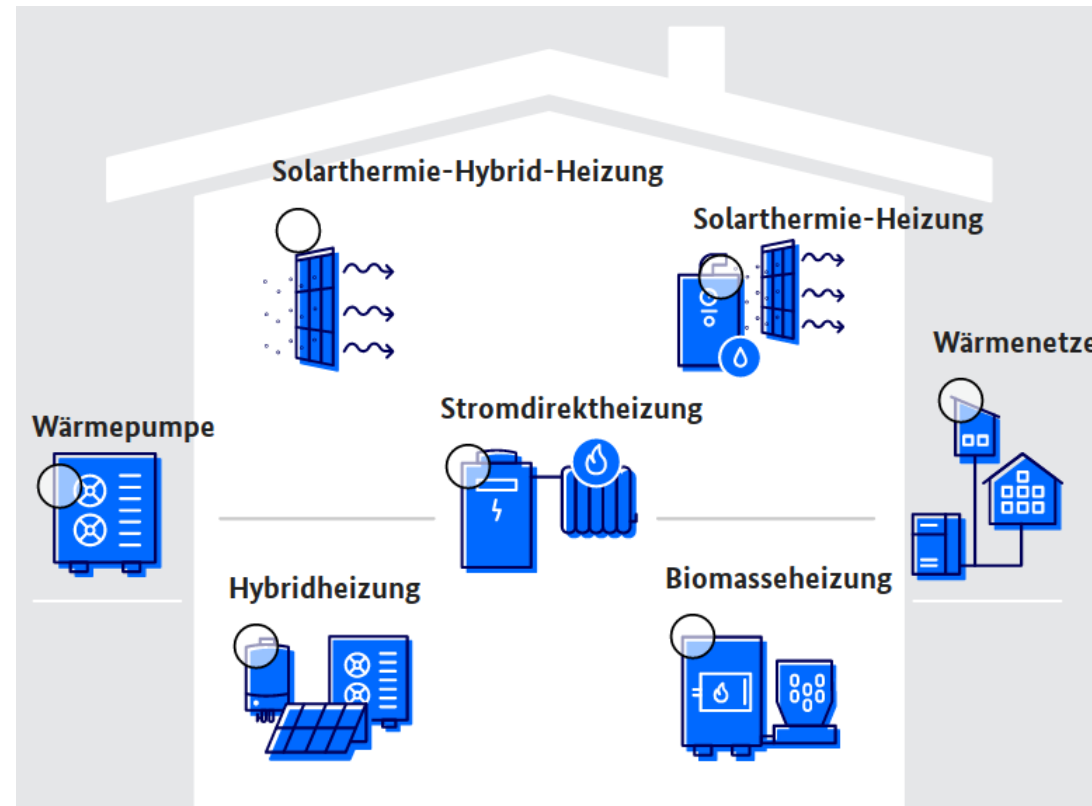 Solarthermie-Hybrid-Heizung
Solarthermie-Heizung
Wärmenetze
Stromdirektheizung
Wärmepumpe
Biomasseheizung
Hybridheizung